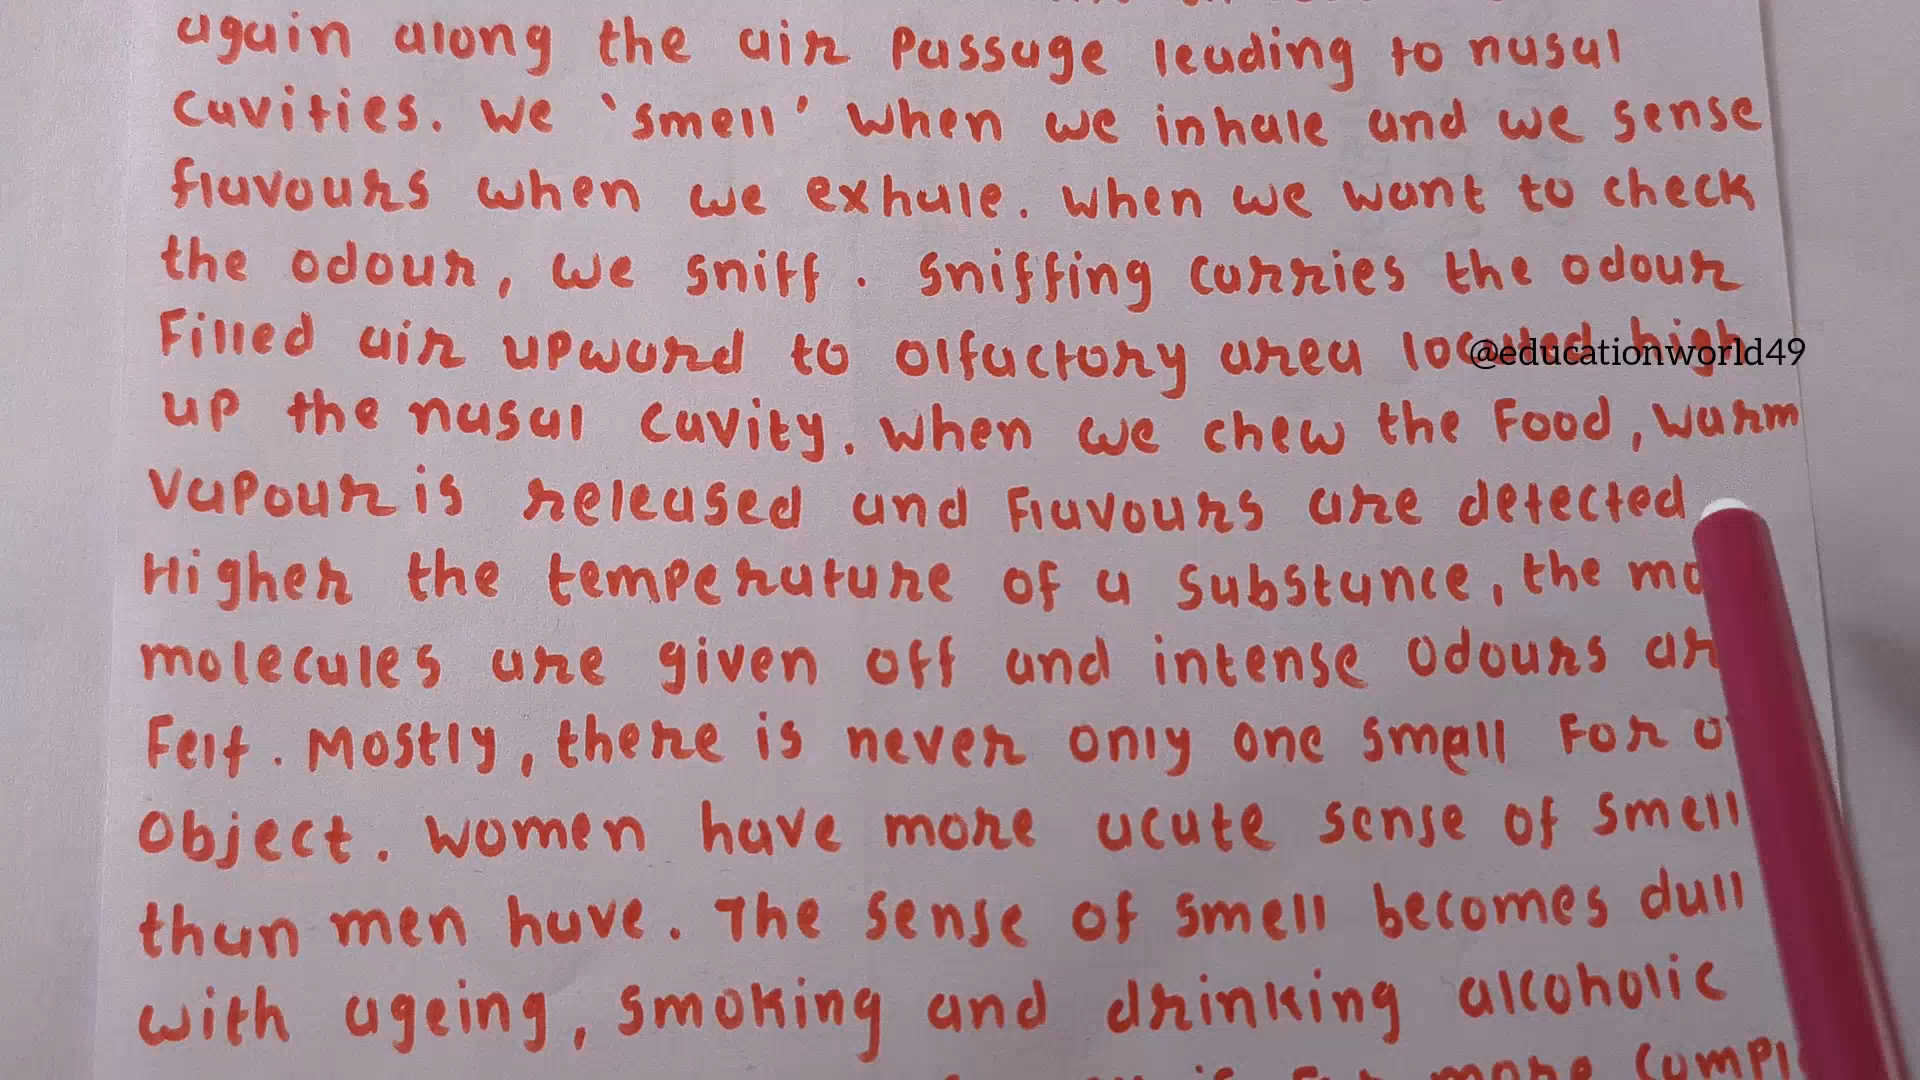 again along the air passage leading to nasal
cavities. We 'smell' when we inhale and we sense
flavours when we exhale. When we want to check
the odour, we sniff. Sniffing carries the odour
Filled air upward to olfactory area located high
@educationworld49
up the nasal cavity. When we chew the Food, warm
vapour is released and Flavours are detected
Higher the temperature of a substance, the
molecules are given off and intense odours
Felt. Mostly, there is never only one smell For
Object. Women have more acute sense of smell
than men have. The sense of smell becomes dull
with ageing, smoking and drinking alcoholic
more